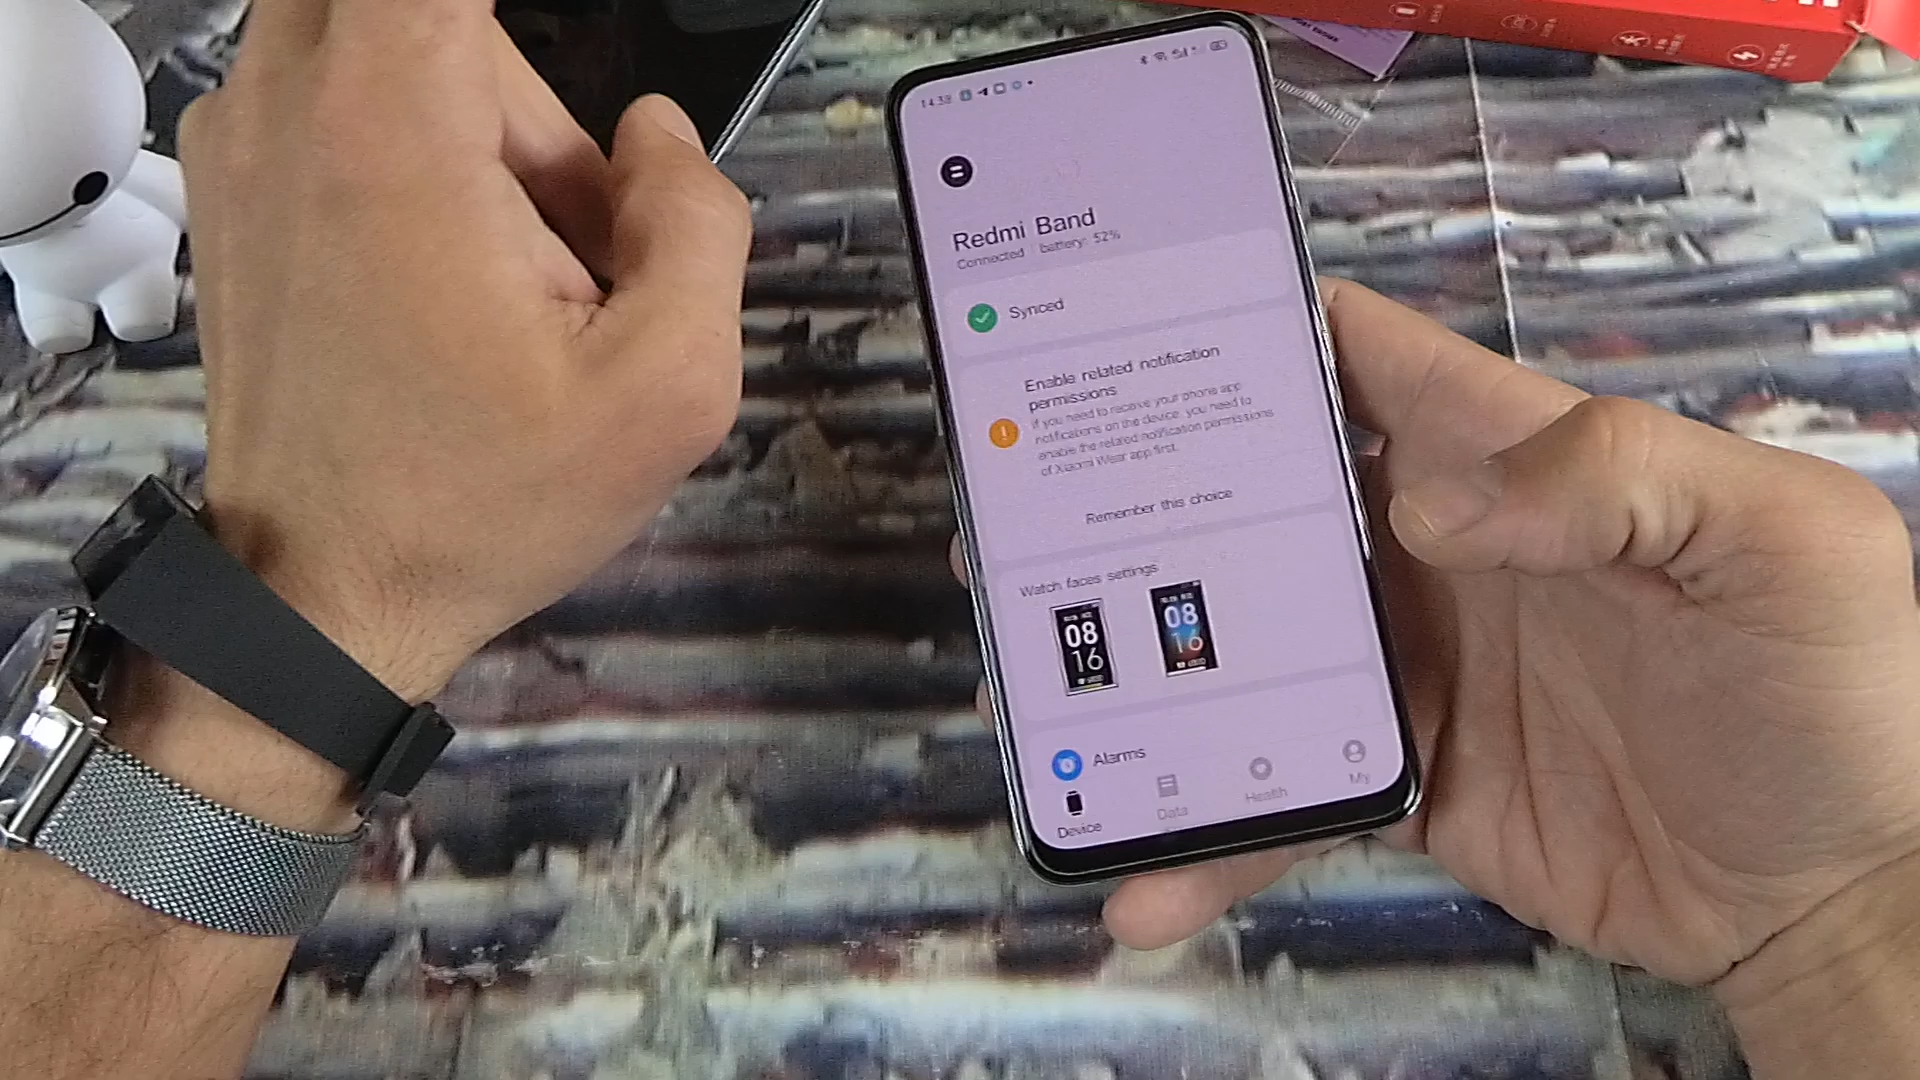 14:38
Redmi Band
Connected | battery: 52%
Synced
Enable related notification
permissions
If you need to receive your phone app
notifications on the device, you need to
enable the related notification permissions
of Xiaomi Wear app first.
Remember this choice
Watch faces settings
08
16
08
16
Alarms
Device
Data
Health
My